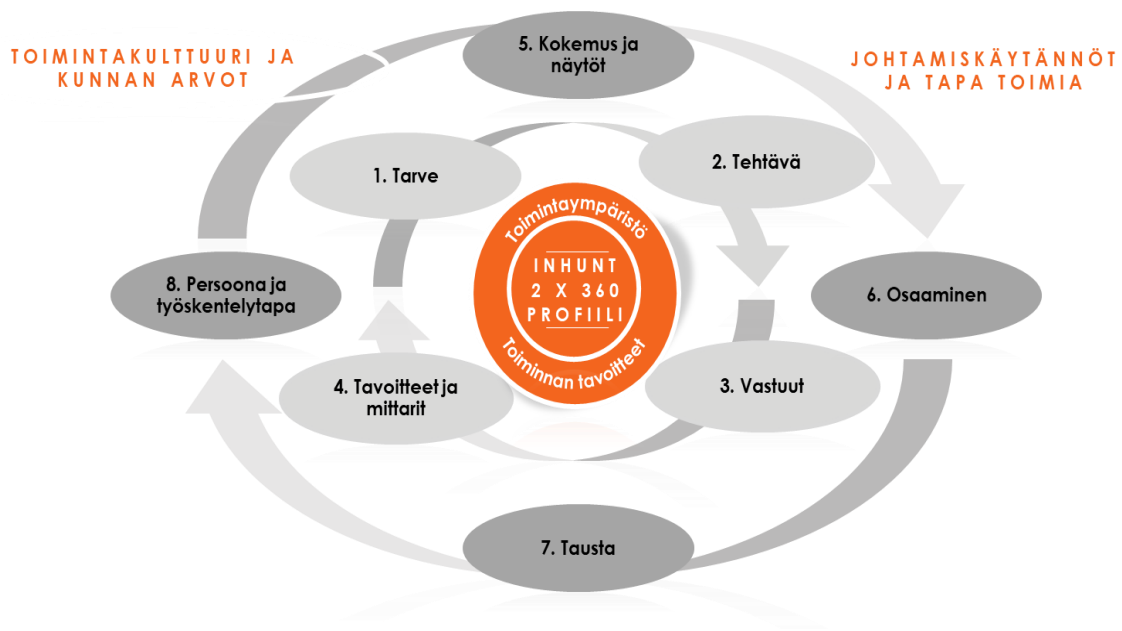 TOIMINTAKULTTUURI JA
KUNNAN ARVOT
JOHTAMISKÄYTÄNNÖT
JA TAPA TOIMIA
5. Kokemus ja
näytöt
1. Tarve
2. Tehtävä
Toimintaympäristö
INHUNT
2 X 360
PROFIILI
Toiminnan tavoitteet
8. Persoona ja
työskentelytapa
6. Osaaminen
4. Tavoitteet ja
mittarit
3. Vastuut
7. Tausta